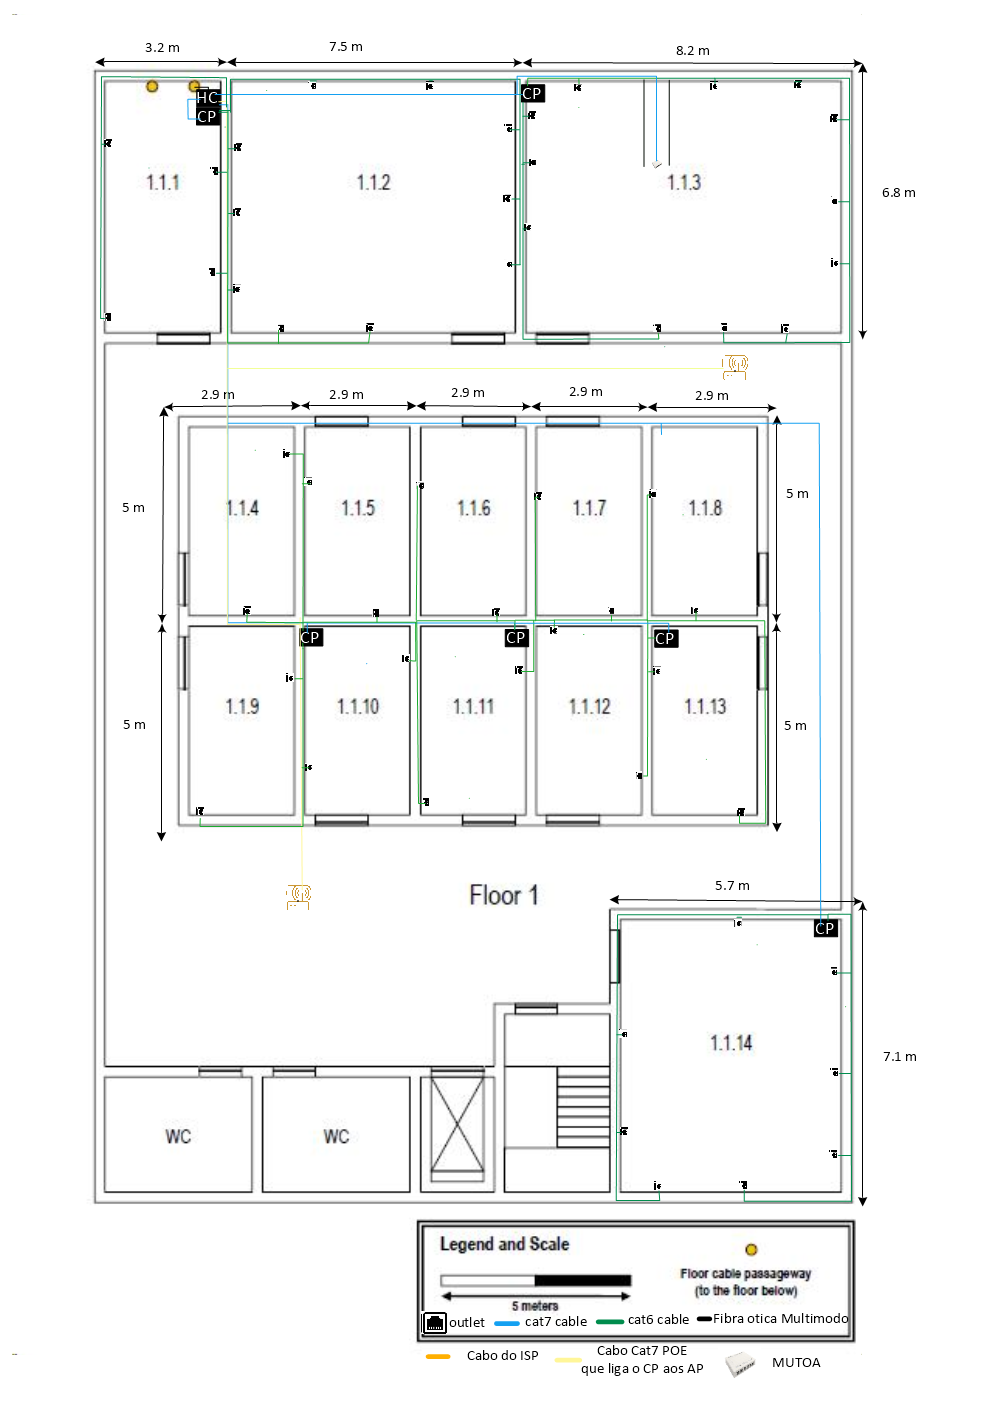 3.2 m
7.5 m
8.2 m
HC
CP
CP
1.1.1
1.1.2
1.1.3
6.8 m
2.9 m
2.9 m
2.9 m
2.9 m
2.9 m
5 m
1.1.4
1.1.5
1.1.6
1.1.7
1.1.8
5 m
CP
CP
CP
5 m
1.1.9
1.1.10
1.1.11
1.1.12
1.1.13
5 m
Floor 1
5.7 m
CP
1.1.14
7.1 m
WC
WC
Legend and Scale
5 meters
Floor cable passageway
(to the floor below)
outlet
cat7 cable
cat6 cable
Fibra otica Multimodo
Cabo do ISP
Cabo Cat7 POE
que liga o CP aos AP
MUTOA